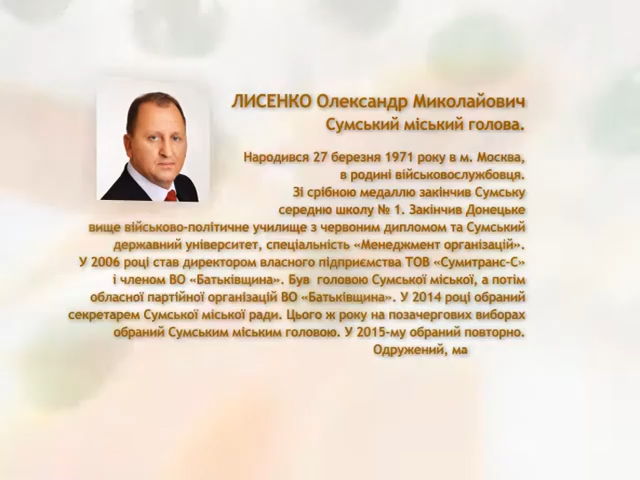 ЛИСЕНКО Олександр Миколайович
Сумський міський голова.
Народився 27 березня 1971 року в м. Москва,
в родині військовослужбовця.
Зі срібною медаллю закінчив Сумську
середню школу № 1. Закінчив Донецьке
вище військово-політичне училище з червоним дипломом та Сумський
державний університет, спеціальність «Менеджмент організацій».
У 2006 році став директором власного підприємства ТОВ «Сумитранс-С»
і членом ВО «Батьківщина». Був головою Сумської міської, а потім
обласної партійної організацій ВО «Батьківщина». У 2014 році обраний
секретарем Сумської міської ради. Цього ж року на позачергових виборах
обраний Сумським міським головою. У 2015-му обраний повторно.
Одружений, ма